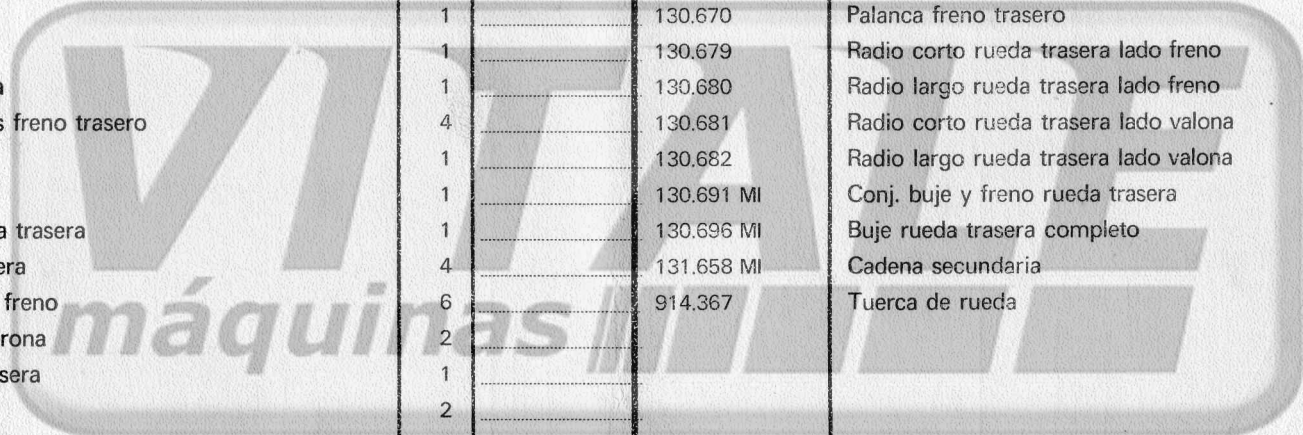 1 130.670 Palanca freno trasero
1 130.679 Radio corto rueda trasera lado freno
a 1 130.680 Radio largo rueda trasera lado freno
s freno trasero 4 130.681 Radio corto rueda trasera lado valona
1 130.682 Radio largo rueda trasera lado valona
1 130.691 MI Conj. buje y freno rueda trasera
a trasera 1 130.696 MI Buje rueda trasera completo
era 4 131.658 MI Cadena secundaria
freno 6 914.367 Tuerca de rueda
rona 2
sera 1
2
VITALE
máquinas